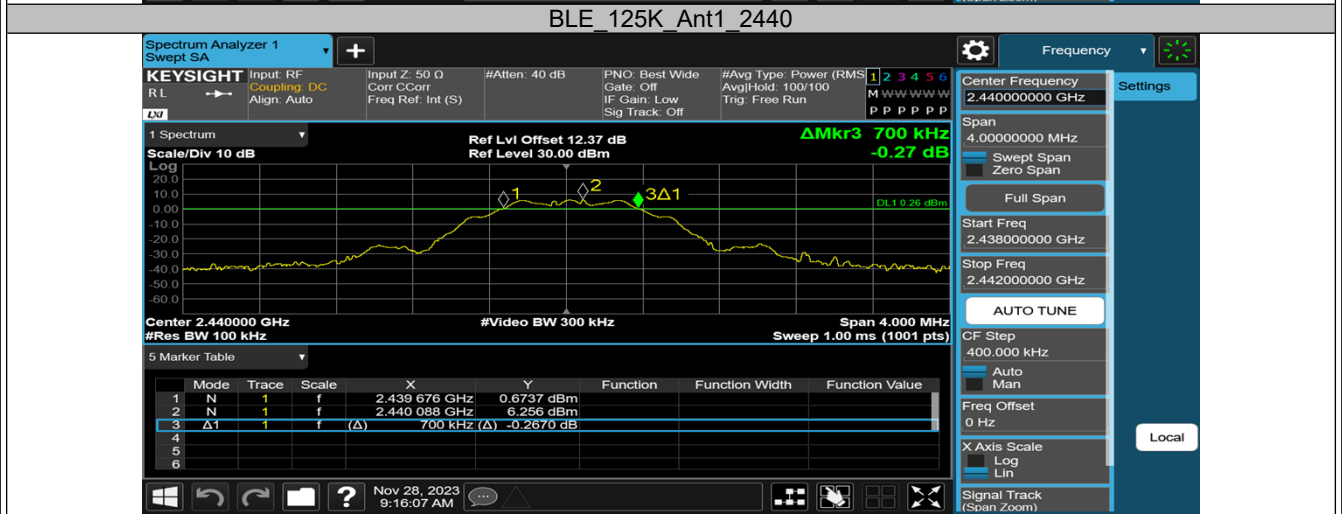 BLE_125K_Ant1_2440
Spectrum Analyzer 1
Swept SA
Frequency
KEYSIGHT Input: RF Input Z: 50 Ω #Atten: 40 dB PNO: Best Wide #Avg Type: Power (RMS 1 2 3 4 5 6
RL Coupling: DC Corr CCorr Gate: Off Avg|Hold: 100/100 M W W W W W
Align: Auto Freq Ref: Int (S) IF Gain: Low Trig: Free Run P P P P P P
LXI Sig Track: Off
1 Spectrum Ref Lvl Offset 12.37 dB ΔMkr3 700 kHz
Scale/Div 10 dB Ref Level 30.00 dBm -0.27 dB
Log
20.0
10.0
0.00
-10.0
-20.0
-30.0
-40.0
-50.0
-60.0
1
2
3Δ1
DL1 0.26 dBm
Center 2.440000 GHz #Video BW 300 kHz Span 4.000 MHz
#Res BW 100 kHz Sweep 1.00 ms (1001 pts)
5 Marker Table
Mode Trace Scale X Y Function Function Width Function Value
1 N 1 f 2.439 676 GHz 0.6737 dBm
2 N 1 f 2.440 088 GHz 6.256 dBm
3 Δ1 1 f (Δ) 700 kHz (Δ) -0.2670 dB
4
5
6
Center Frequency
2.440000000 GHz
Settings
Span
4.00000000 MHz
Swept Span
Zero Span
Full Span
Start Freq
2.438000000 GHz
Stop Freq
2.442000000 GHz
AUTO TUNE
CF Step
400.000 kHz
Auto
Man
Freq Offset
0 Hz
Local
X Axis Scale
Log
Lin
Signal Track
(Span Zoom)
? Nov 28, 2023
9:16:07 AM